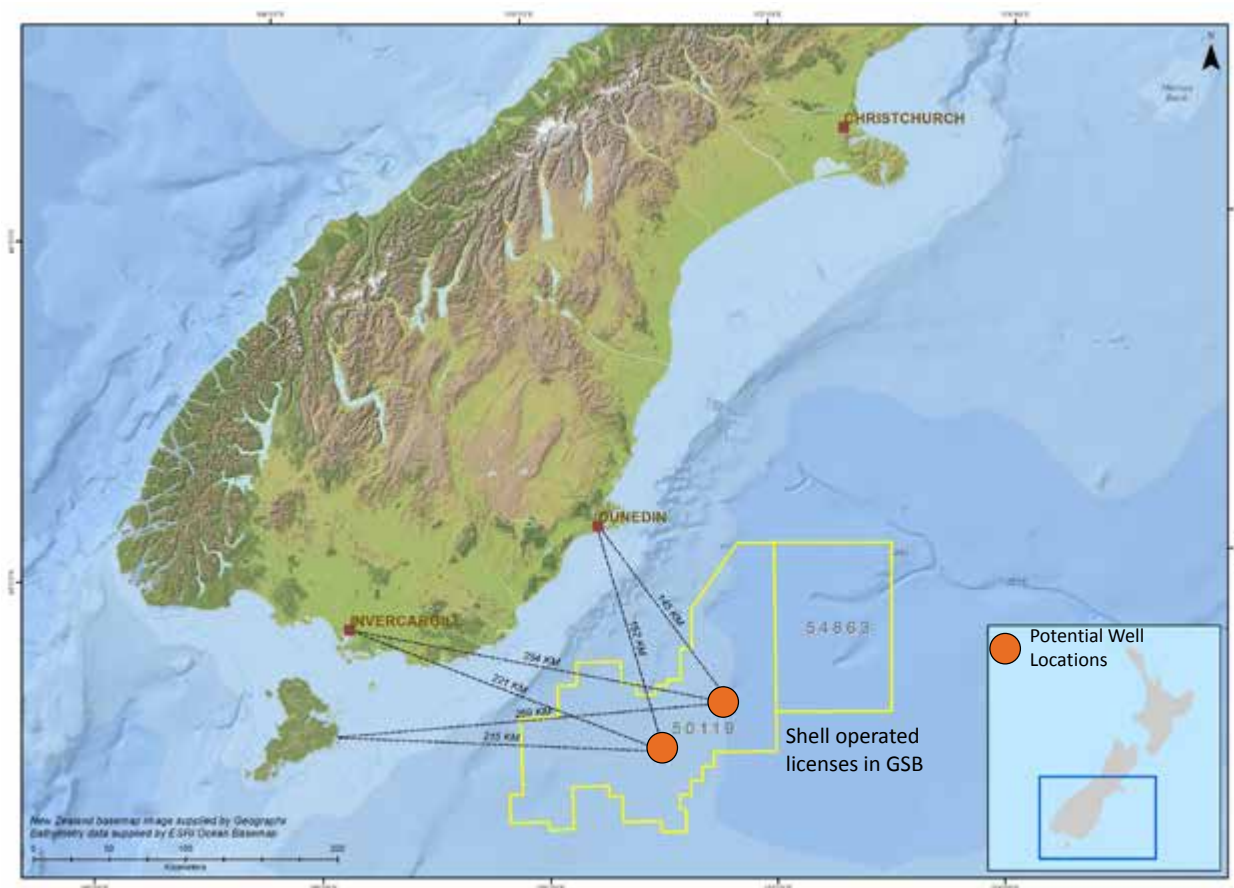 N
CHRISTCHURCH
DUNEDIN
INVERCARGILL
145 KM
152 KM
254 KM
221 KM
269 KM
215 KM
54863
50119
Potential Well
Locations
Shell operated
licenses in GSB
New Zealand basemap image supplied by Geographx
Bathymetry data supplied by ESRI Ocean Basemap
0 50 100 200
Kilometers